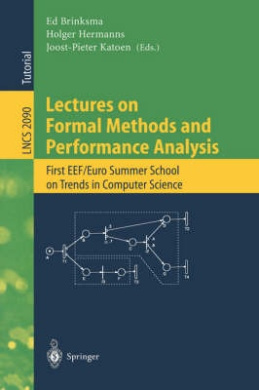 Ed Brinksma
Holger Hermanns
Joost-Pieter Katoen (Eds.)
LNCS 2090
Tutorial
Lectures on
Formal Methods and
Performance Analysis
First EEF/Euro Summer School
on Trends in Computer Science
Springer